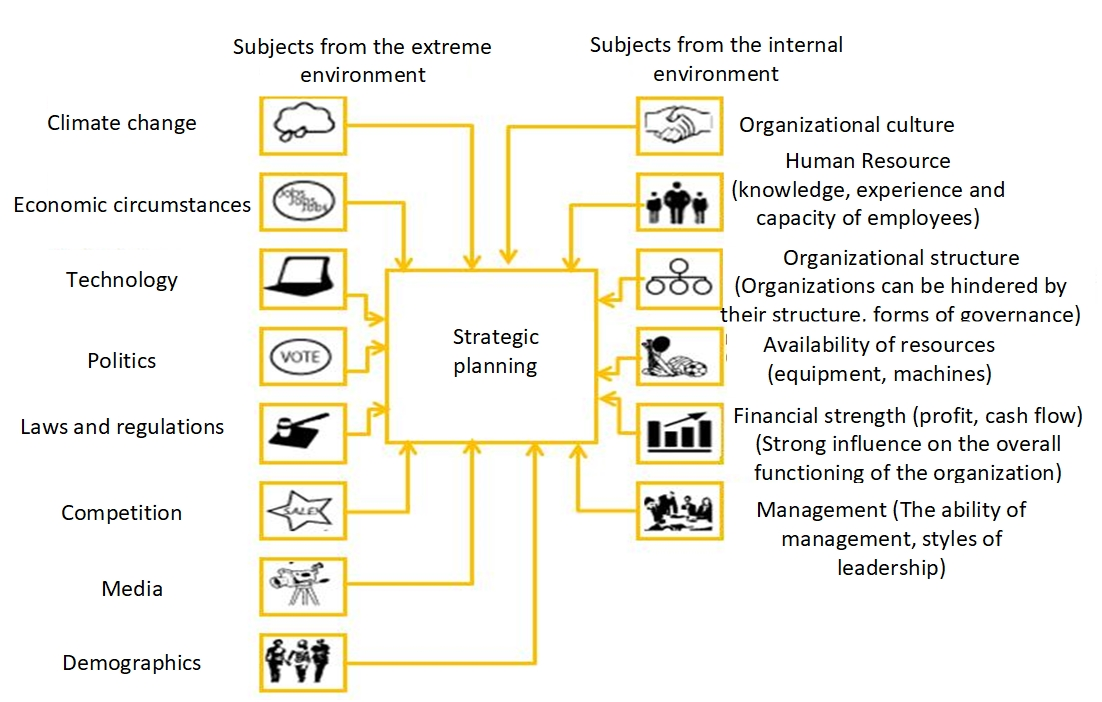 Subjects from the extreme
environment
Subjects from the internal
environment
Climate change
Economic circumstances
Jobs
Jobs
Jobs
Technology
Politics
VOTE
Laws and regulations
Competition
SALE
Media
Demographics
Strategic
planning
Organizational culture
Human Resource
(knowledge, experience and
capacity of employees)
Organizational structure
(Organizations can be hindered by
their structure, forms of governance)
Availability of resources
(equipment, machines)
Financial strength (profit, cash flow)
(Strong influence on the overall
functioning of the organization)
Management (The ability of
management, styles of
leadership)